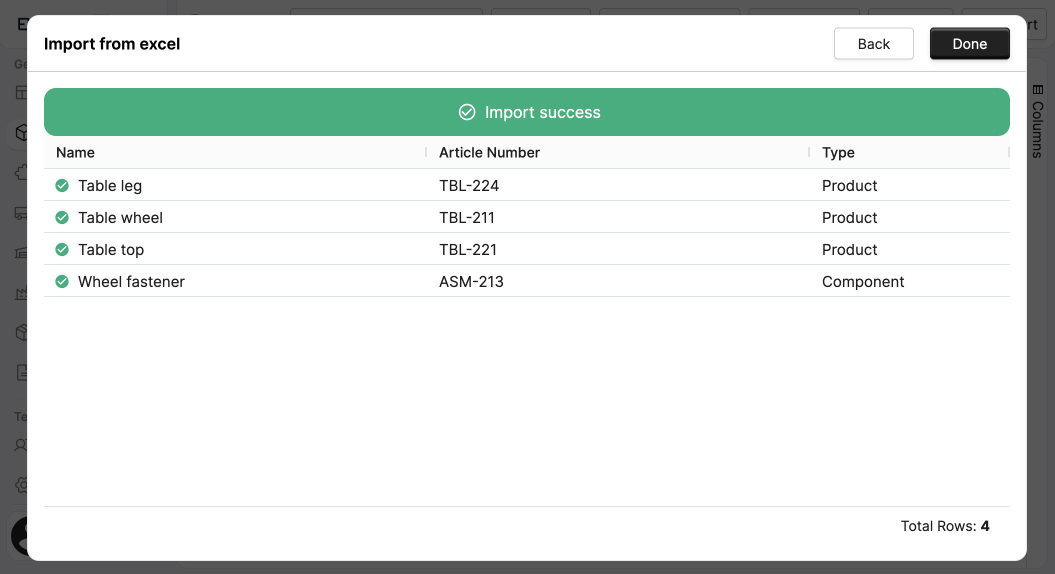 Import from excel
Back
Done
Import success
Name Article Number Type
Table leg TBL-224 Product
Table wheel TBL-211 Product
Table top TBL-221 Product
Wheel fastener ASM-213 Component
Total Rows: 4
Columns